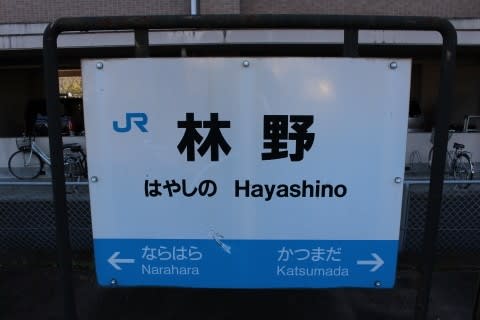 JR
林野
はやしの Hayashino
← ならはら かつまだ →
Narahara Katsumada